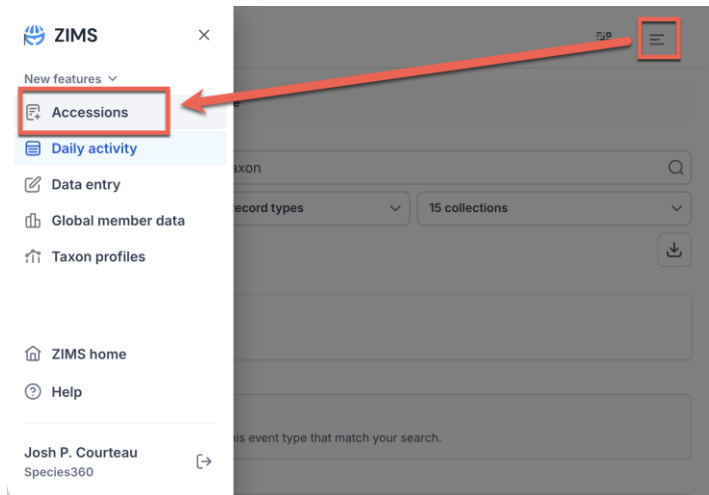 ZIMS
New features
Accessions
Daily activity
axon
Data entry
ecord types
15 collections
Global member data
Taxon profiles
ZIMS home
Help
is event type that match your search.
Josh P. Courteau
Species360